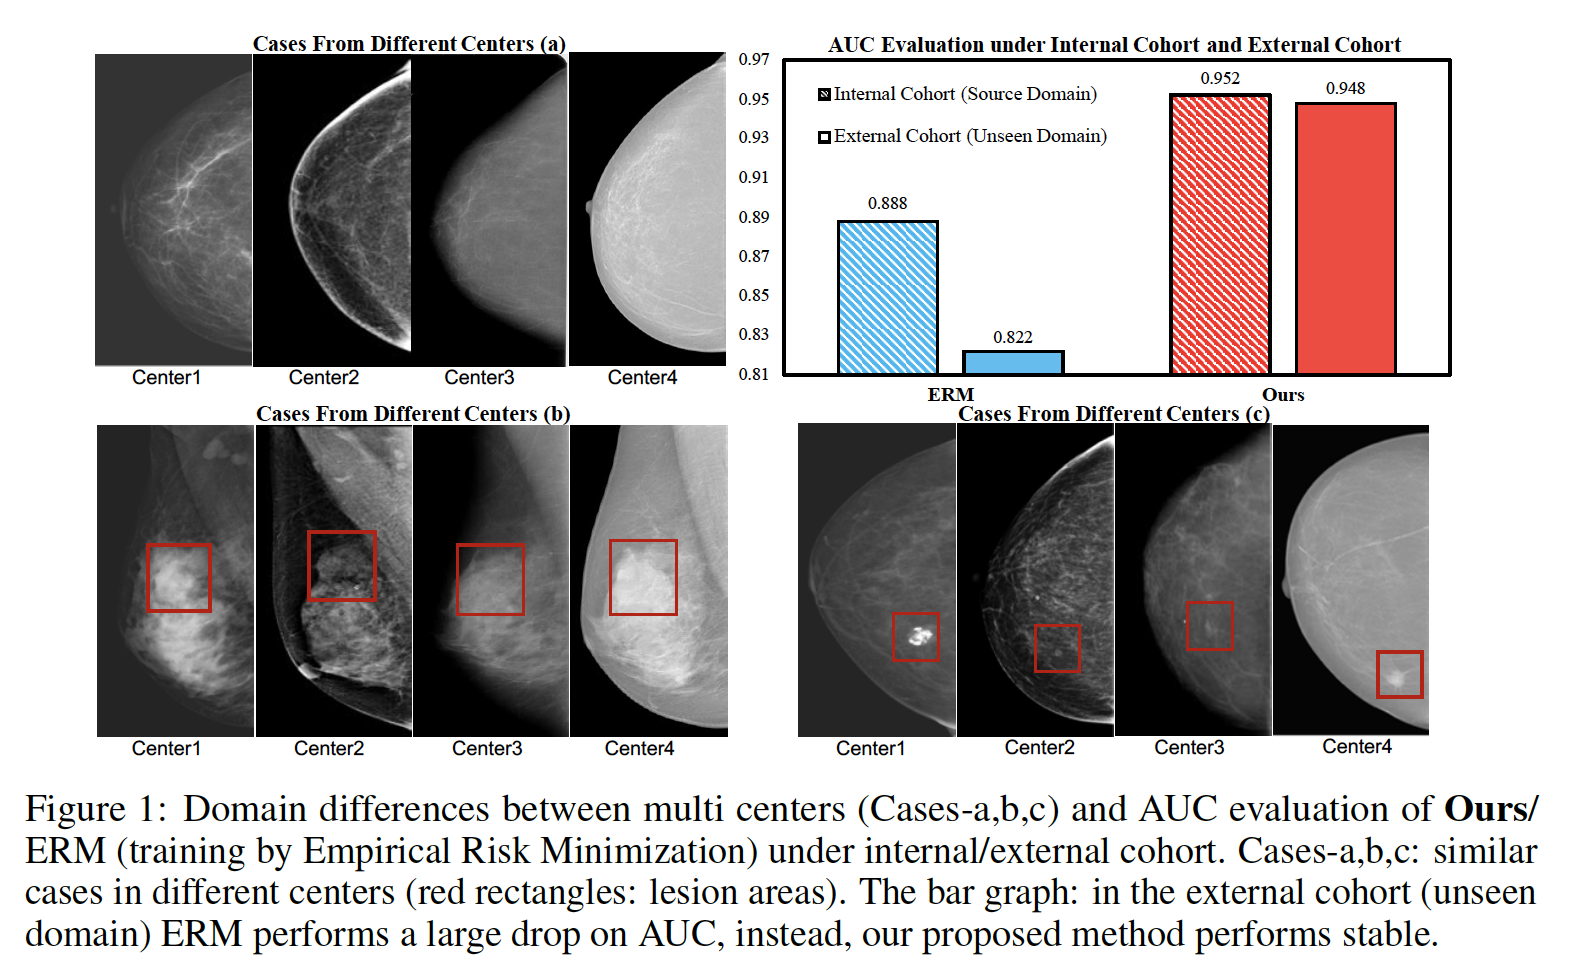 Cases From Different Centers (a)
Center1
Center2
Center3
Center4
AUC Evaluation under Internal Cohort and External Cohort
0.97
0.95
0.93
0.91
0.89
0.87
0.85
0.83
0.81
Internal Cohort (Source Domain)
External Cohort (Unseen Domain)
0.888
0.822
0.952
0.948
ERM
Ours
Cases From Different Centers (b)
Center1
Center2
Center3
Center4
Cases From Different Centers (c)
Center1
Center2
Center3
Center4
Figure 1: Domain differences between multi centers (Cases-a,b,c) and AUC evaluation of Ours/
ERM (training by Empirical Risk Minimization) under internal/external cohort. Cases-a,b,c: similar
cases in different centers (red rectangles: lesion areas). The bar graph: in the external cohort (unseen
domain) ERM performs a large drop on AUC, instead, our proposed method performs stable.